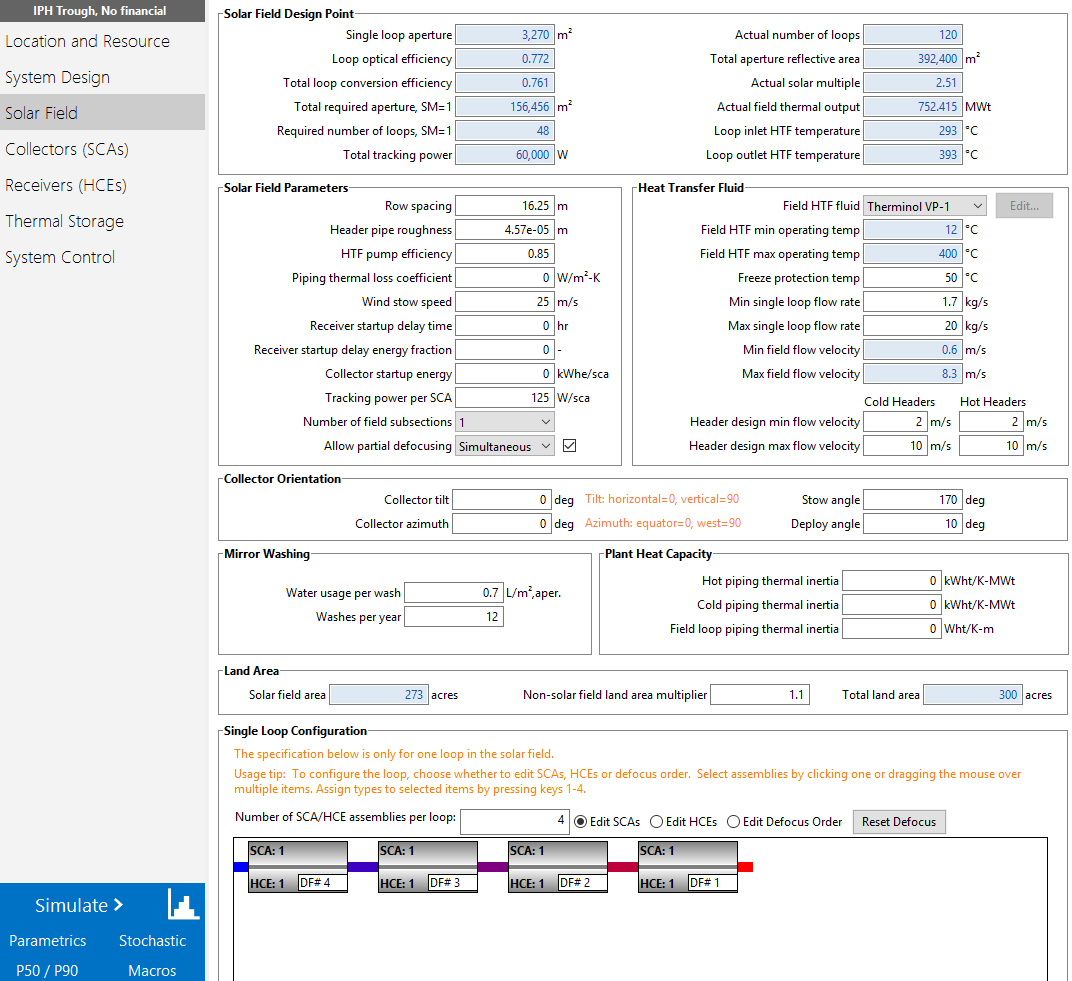 IPH Trough, No financial
Location and Resource
System Design
Solar Field
Collectors (SCAs)
Receivers (HCEs)
Thermal Storage
System Control
Simulate >
Parametrics Stochastic
P50 / P90 Macros
Solar Field Design Point
Single loop aperture 3,270 m² Actual number of loops 120
Loop optical efficiency 0.772 Total aperture reflective area 392,400 m²
Total loop conversion efficiency 0.761 Actual solar multiple 2.51
Total required aperture, SM=1 156,456 m² Actual field thermal output 752.415 MWt
Required number of loops, SM=1 48 Loop inlet HTF temperature 293 °C
Total tracking power 60,000 W Loop outlet HTF temperature 393 °C
Solar Field Parameters
Row spacing 16.25 m
Header pipe roughness 4.57e-05 m
HTF pump efficiency 0.85
Piping thermal loss coefficient 0 W/m²-K
Wind stow speed 25 m/s
Receiver startup delay time 0 hr
Receiver startup delay energy fraction 0 -
Collector startup energy 0 kWhe/sca
Tracking power per SCA 125 W/sca
Number of field subsections 1
Allow partial defocusing Simultaneous
Heat Transfer Fluid
Field HTF fluid Therminol VP-1 Edit...
Field HTF min operating temp 12 °C
Field HTF max operating temp 400 °C
Freeze protection temp 50 °C
Min single loop flow rate 1.7 kg/s
Max single loop flow rate 20 kg/s
Min field flow velocity 0.6 m/s
Max field flow velocity 8.3 m/s
Cold Headers Hot Headers
Header design min flow velocity 2 m/s 2 m/s
Header design max flow velocity 10 m/s 10 m/s
Collector Orientation
Collector tilt 0 deg Tilt: horizontal=0, vertical=90 Stow angle 170 deg
Collector azimuth 0 deg Azimuth: equator=0, west=90 Deploy angle 10 deg
Mirror Washing
Water usage per wash 0.7 L/m²,aper.
Washes per year 12
Plant Heat Capacity
Hot piping thermal inertia 0 kWht/K-MWt
Cold piping thermal inertia 0 kWht/K-MWt
Field loop piping thermal inertia 0 Wht/K-m
Land Area
Solar field area 273 acres Non-solar field land area multiplier 1.1 Total land area 300 acres
Single Loop Configuration
The specification below is only for one loop in the solar field.
Usage tip: To configure the loop, choose whether to edit SCAs, HCEs or defocus order. Select assemblies by clicking one or dragging the mouse over
multiple items. Assign types to selected items by pressing keys 1-4.
Number of SCA/HCE assemblies per loop: 4 Edit SCAs Edit HCEs Edit Defocus Order Reset Defocus
SCA: 1 SCA: 1 SCA: 1 SCA: 1
HCE: 1 DF# 4 HCE: 1 DF# 3 HCE: 1 DF# 2 HCE: 1 DF# 1